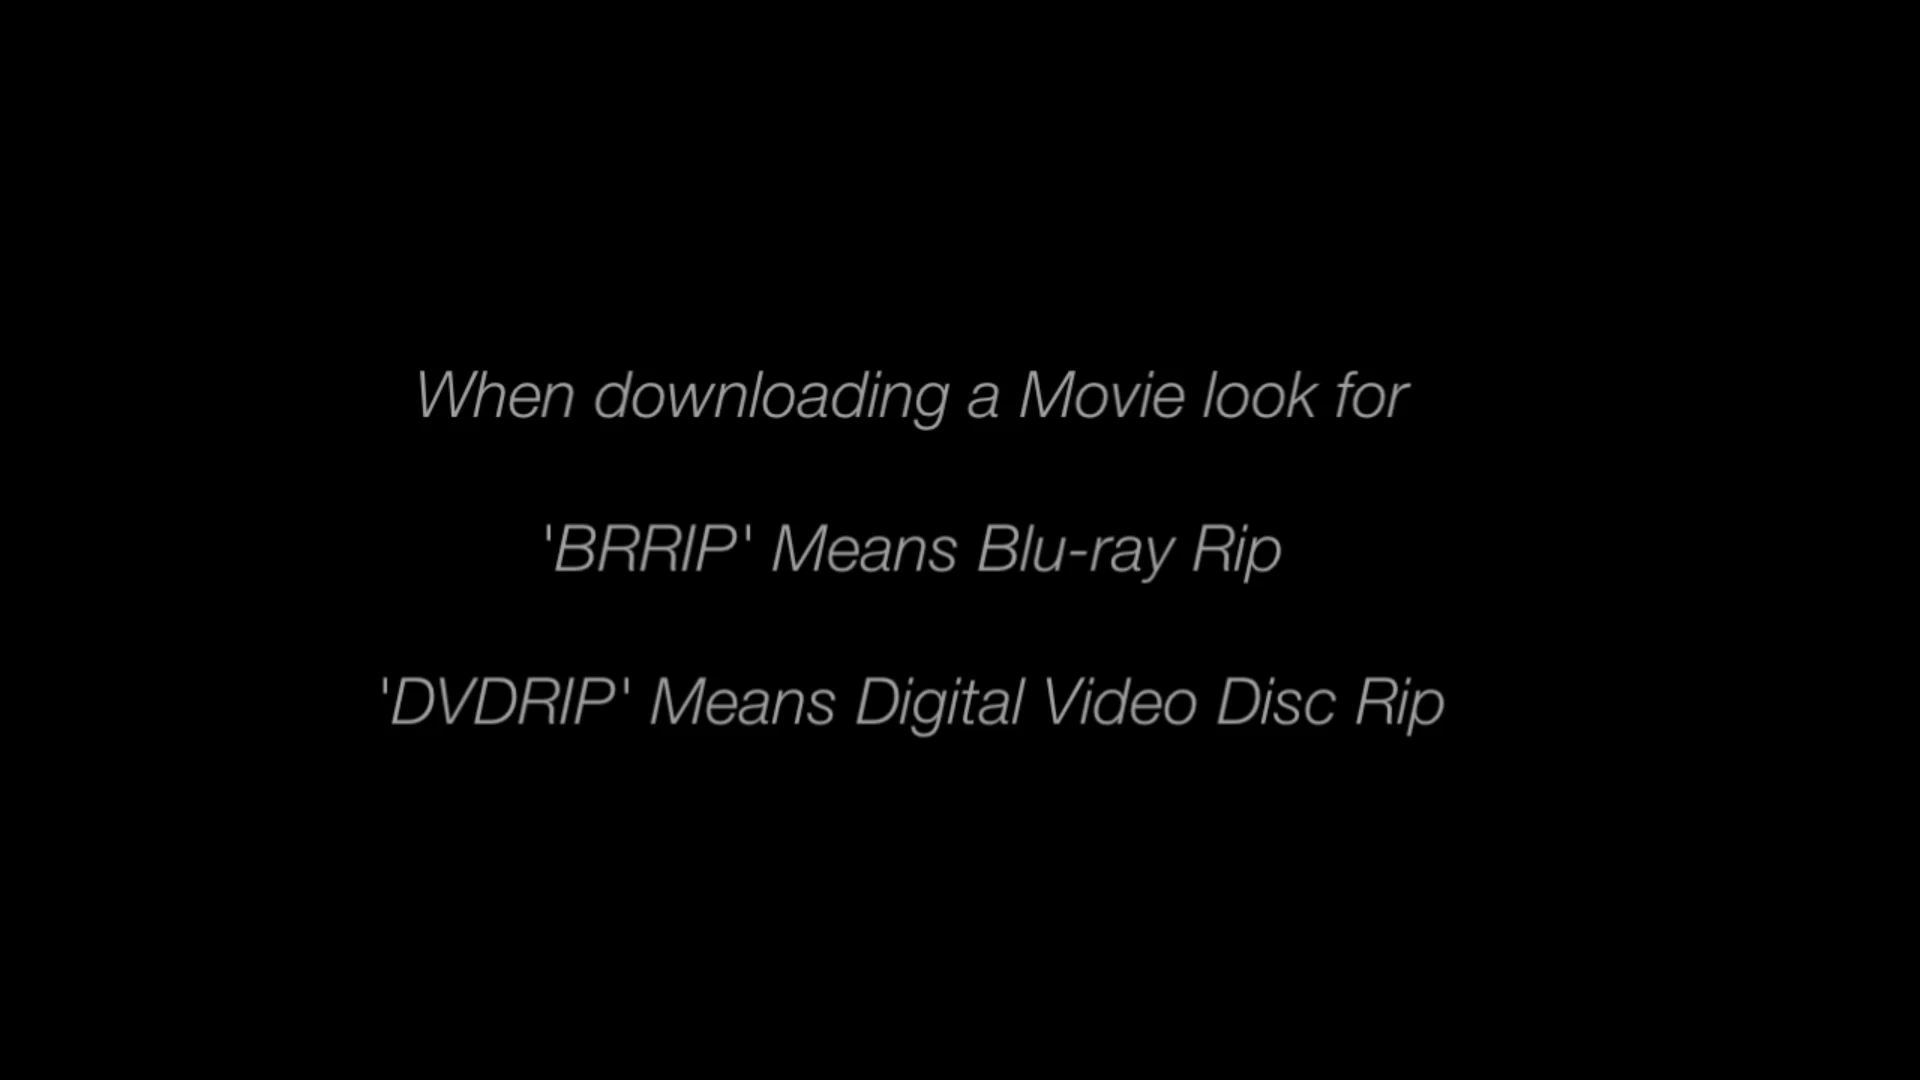 When downloading a Movie look for
'BRRIP' Means Blu-ray Rip
'DVDRIP' Means Digital Video Disc Rip